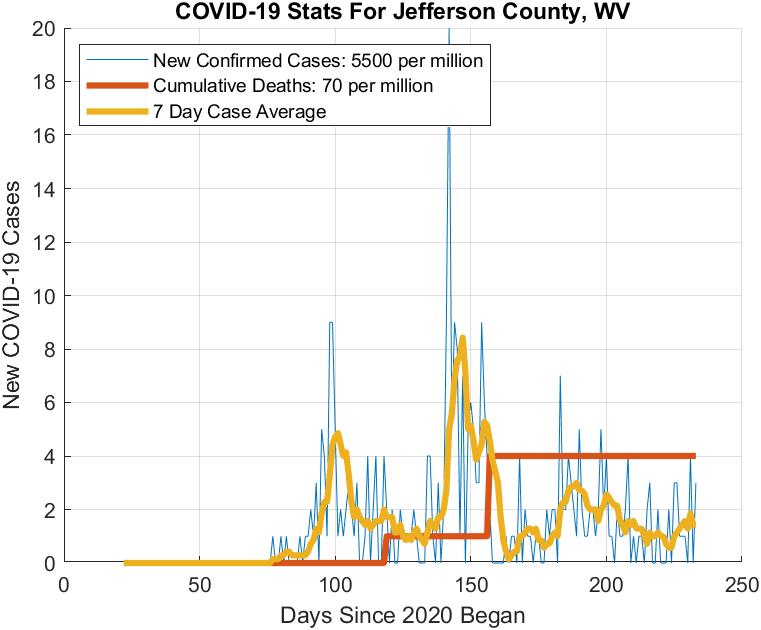 COVID-19 Stats For Jefferson County, WV
New Confirmed Cases: 5500 per million
Cumulative Deaths: 70 per million
7 Day Case Average
New COVID-19 Cases
20
18
16
14
12
10
8
6
4
2
0
0 50 100 150 200 250
Days Since 2020 Began